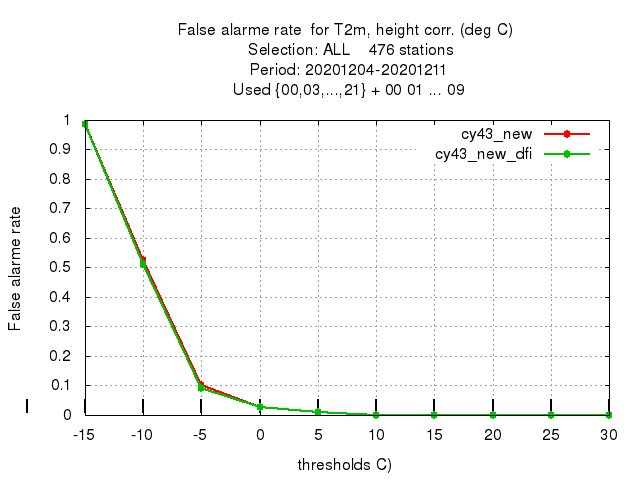 False alarme rate  for T2m, height corr. (deg C)
Selection: ALL    476 stations
Period: 20201204-20201211
Used {00,03,...,21} + 00 01 ... 09
cy43_new
cy43_new_dfi
False alarme rate
1
0.9
0.8
0.7
0.6
0.5
0.4
0.3
0.2
0.1
0
-15 -10 -5 0 5 10 15 20 25 30
thresholds C)